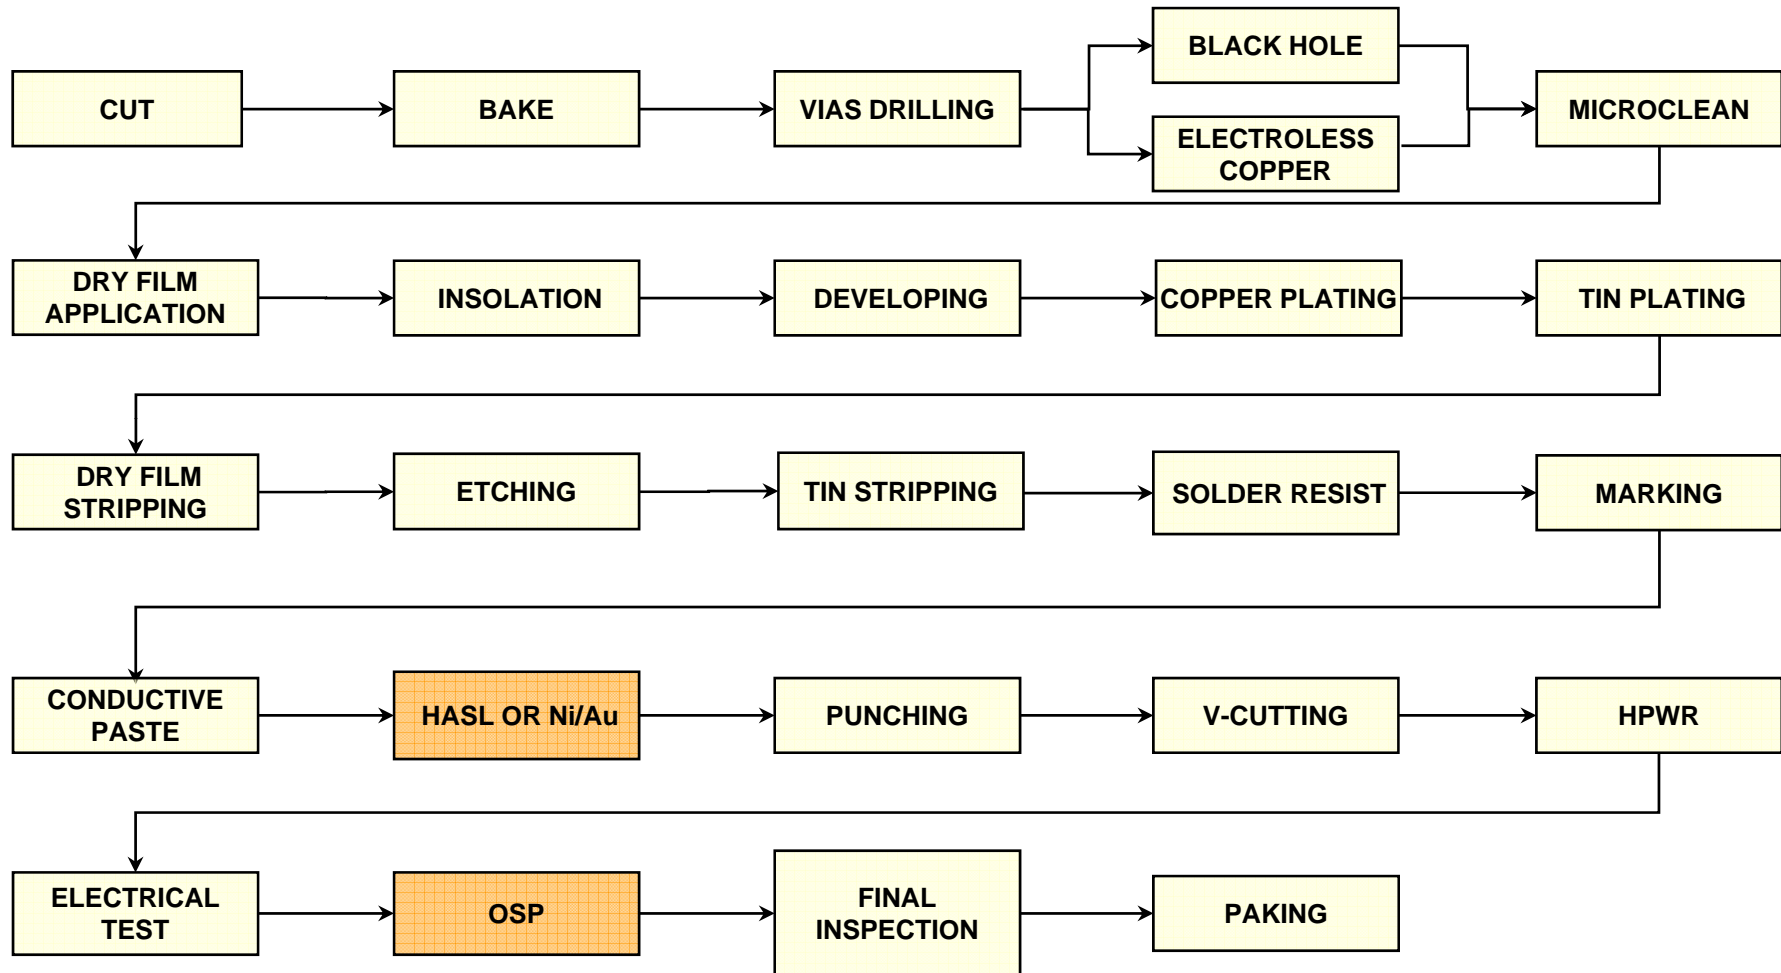 CUT
BAKE
VIAS DRILLING
BLACK HOLE
ELECTROLESS
COPPER
MICROCLEAN
DRY FILM
APPLICATION
INSOLATION
DEVELOPING
COPPER PLATING
TIN PLATING
DRY FILM
STRIPPING
ETCHING
TIN STRIPPING
SOLDER RESIST
MARKING
CONDUCTIVE
PASTE
HASL OR Ni/Au
PUNCHING
V-CUTTING
HPWR
ELECTRICAL
TEST
OSP
FINAL
INSPECTION
PAKING